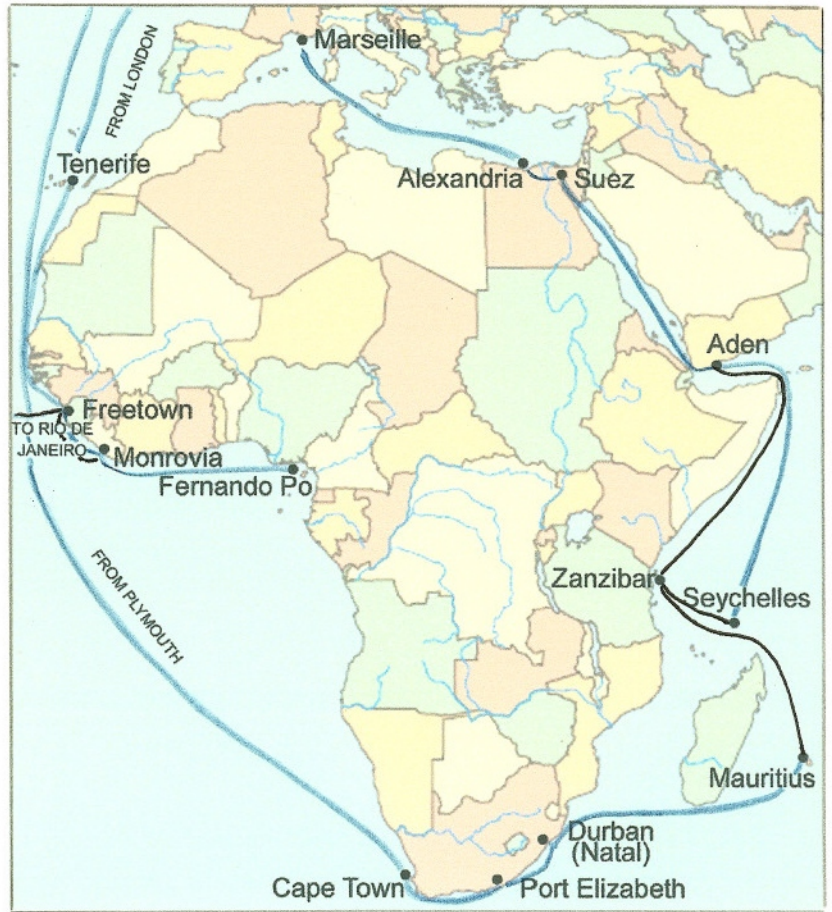 Marseille
FROM LONDON
Tenerife
Alexandria
Suez
Aden
Freetown
TO RIO DE
JANEIRO
Monrovia
Fernando Po
Zanzibar
Seychelles
FROM PLYMOUTH
Mauritius
Durban
(Natal)
Cape Town
Port Elizabeth